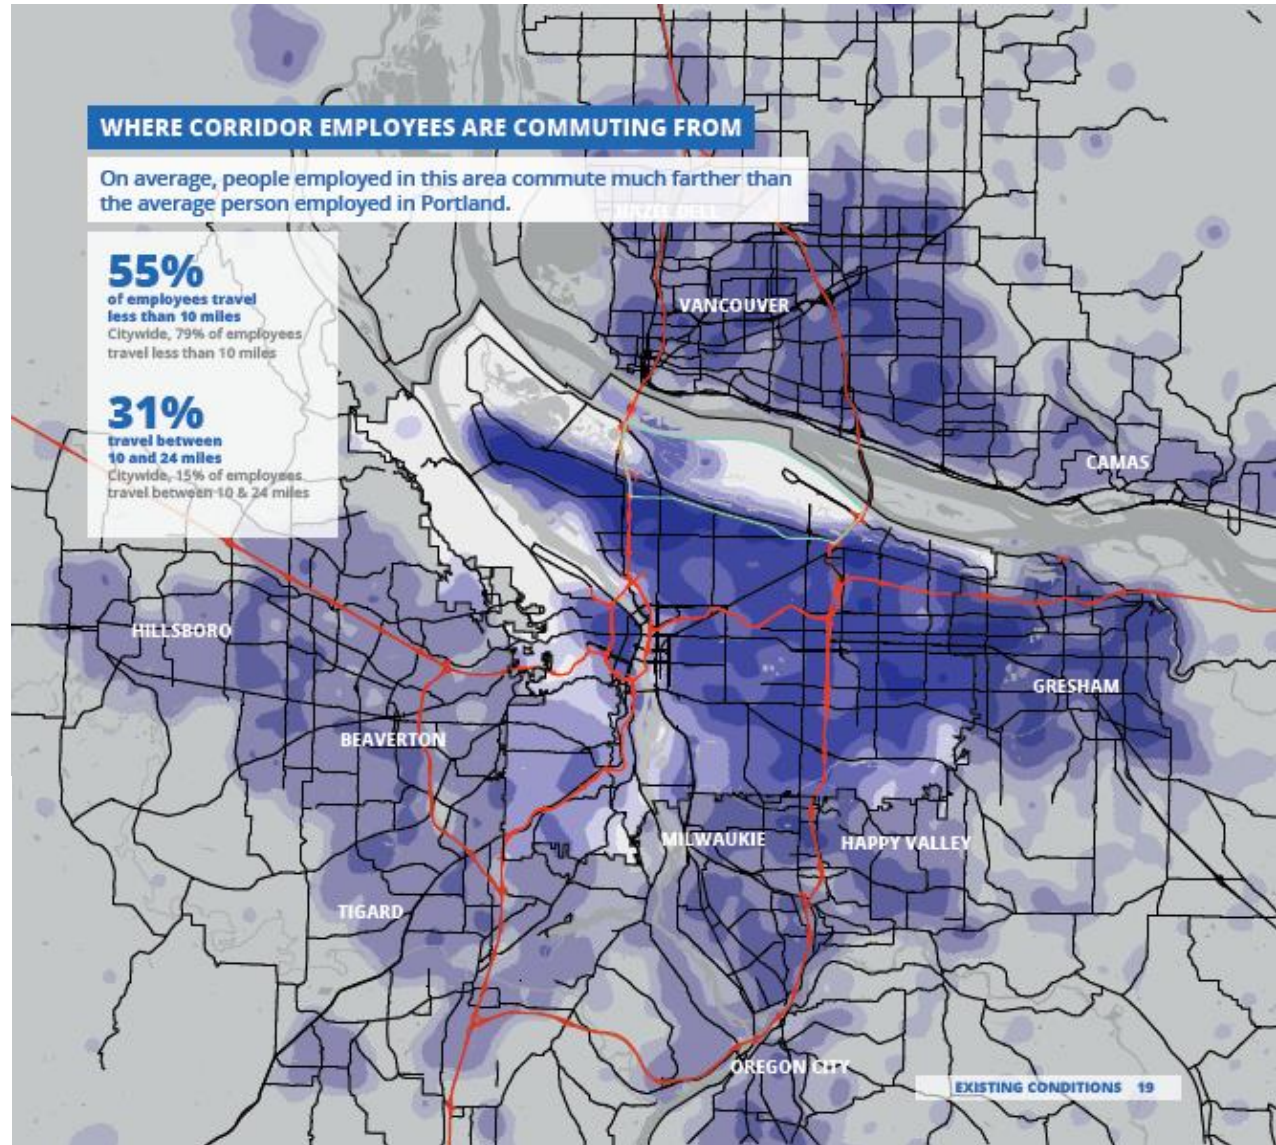 WHERE CORRIDOR EMPLOYEES ARE COMMUTING FROM
On average, people employed in this area commute much farther than
the average person employed in Portland.
HAZEL DELL
55%
of employees travel
less than 10 miles
Citywide, 79% of employees
travel less than 10 miles
VANCOUVER
31%
travel between
10 and 24 miles
Citywide, 15% of employees
travel between 10 & 24 miles
CAMAS
HILLSBORO
GRESHAM
BEAVERTON
MILWAUKIE
HAPPY VALLEY
TIGARD
OREGON CITY
EXISTING CONDITIONS 19